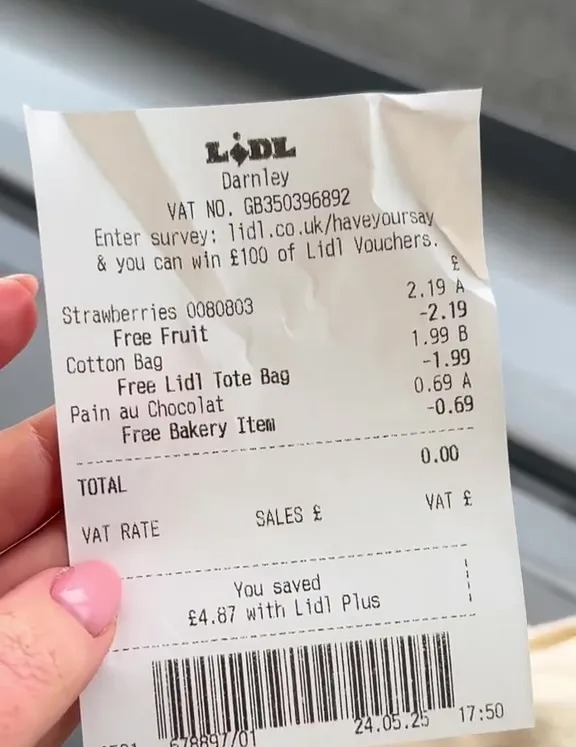 LIDL
Darnley
VAT NO. GB350396892
Enter survey: lidl.co.uk/haveyoursay
& you can win £100 of Lidl Vouchers.
£
Strawberries 0080803 2.19 A
Free Fruit -2.19
Cotton Bag 1.99 B
Free Lidl Tote Bag -1.99
Pain au Chocolat 0.69 A
Free Bakery Item -0.69
TOTAL 0.00
VAT RATE SALES £ VAT £
You saved
£4.87 with Lidl Plus
678897/01 24.05.25 17:50